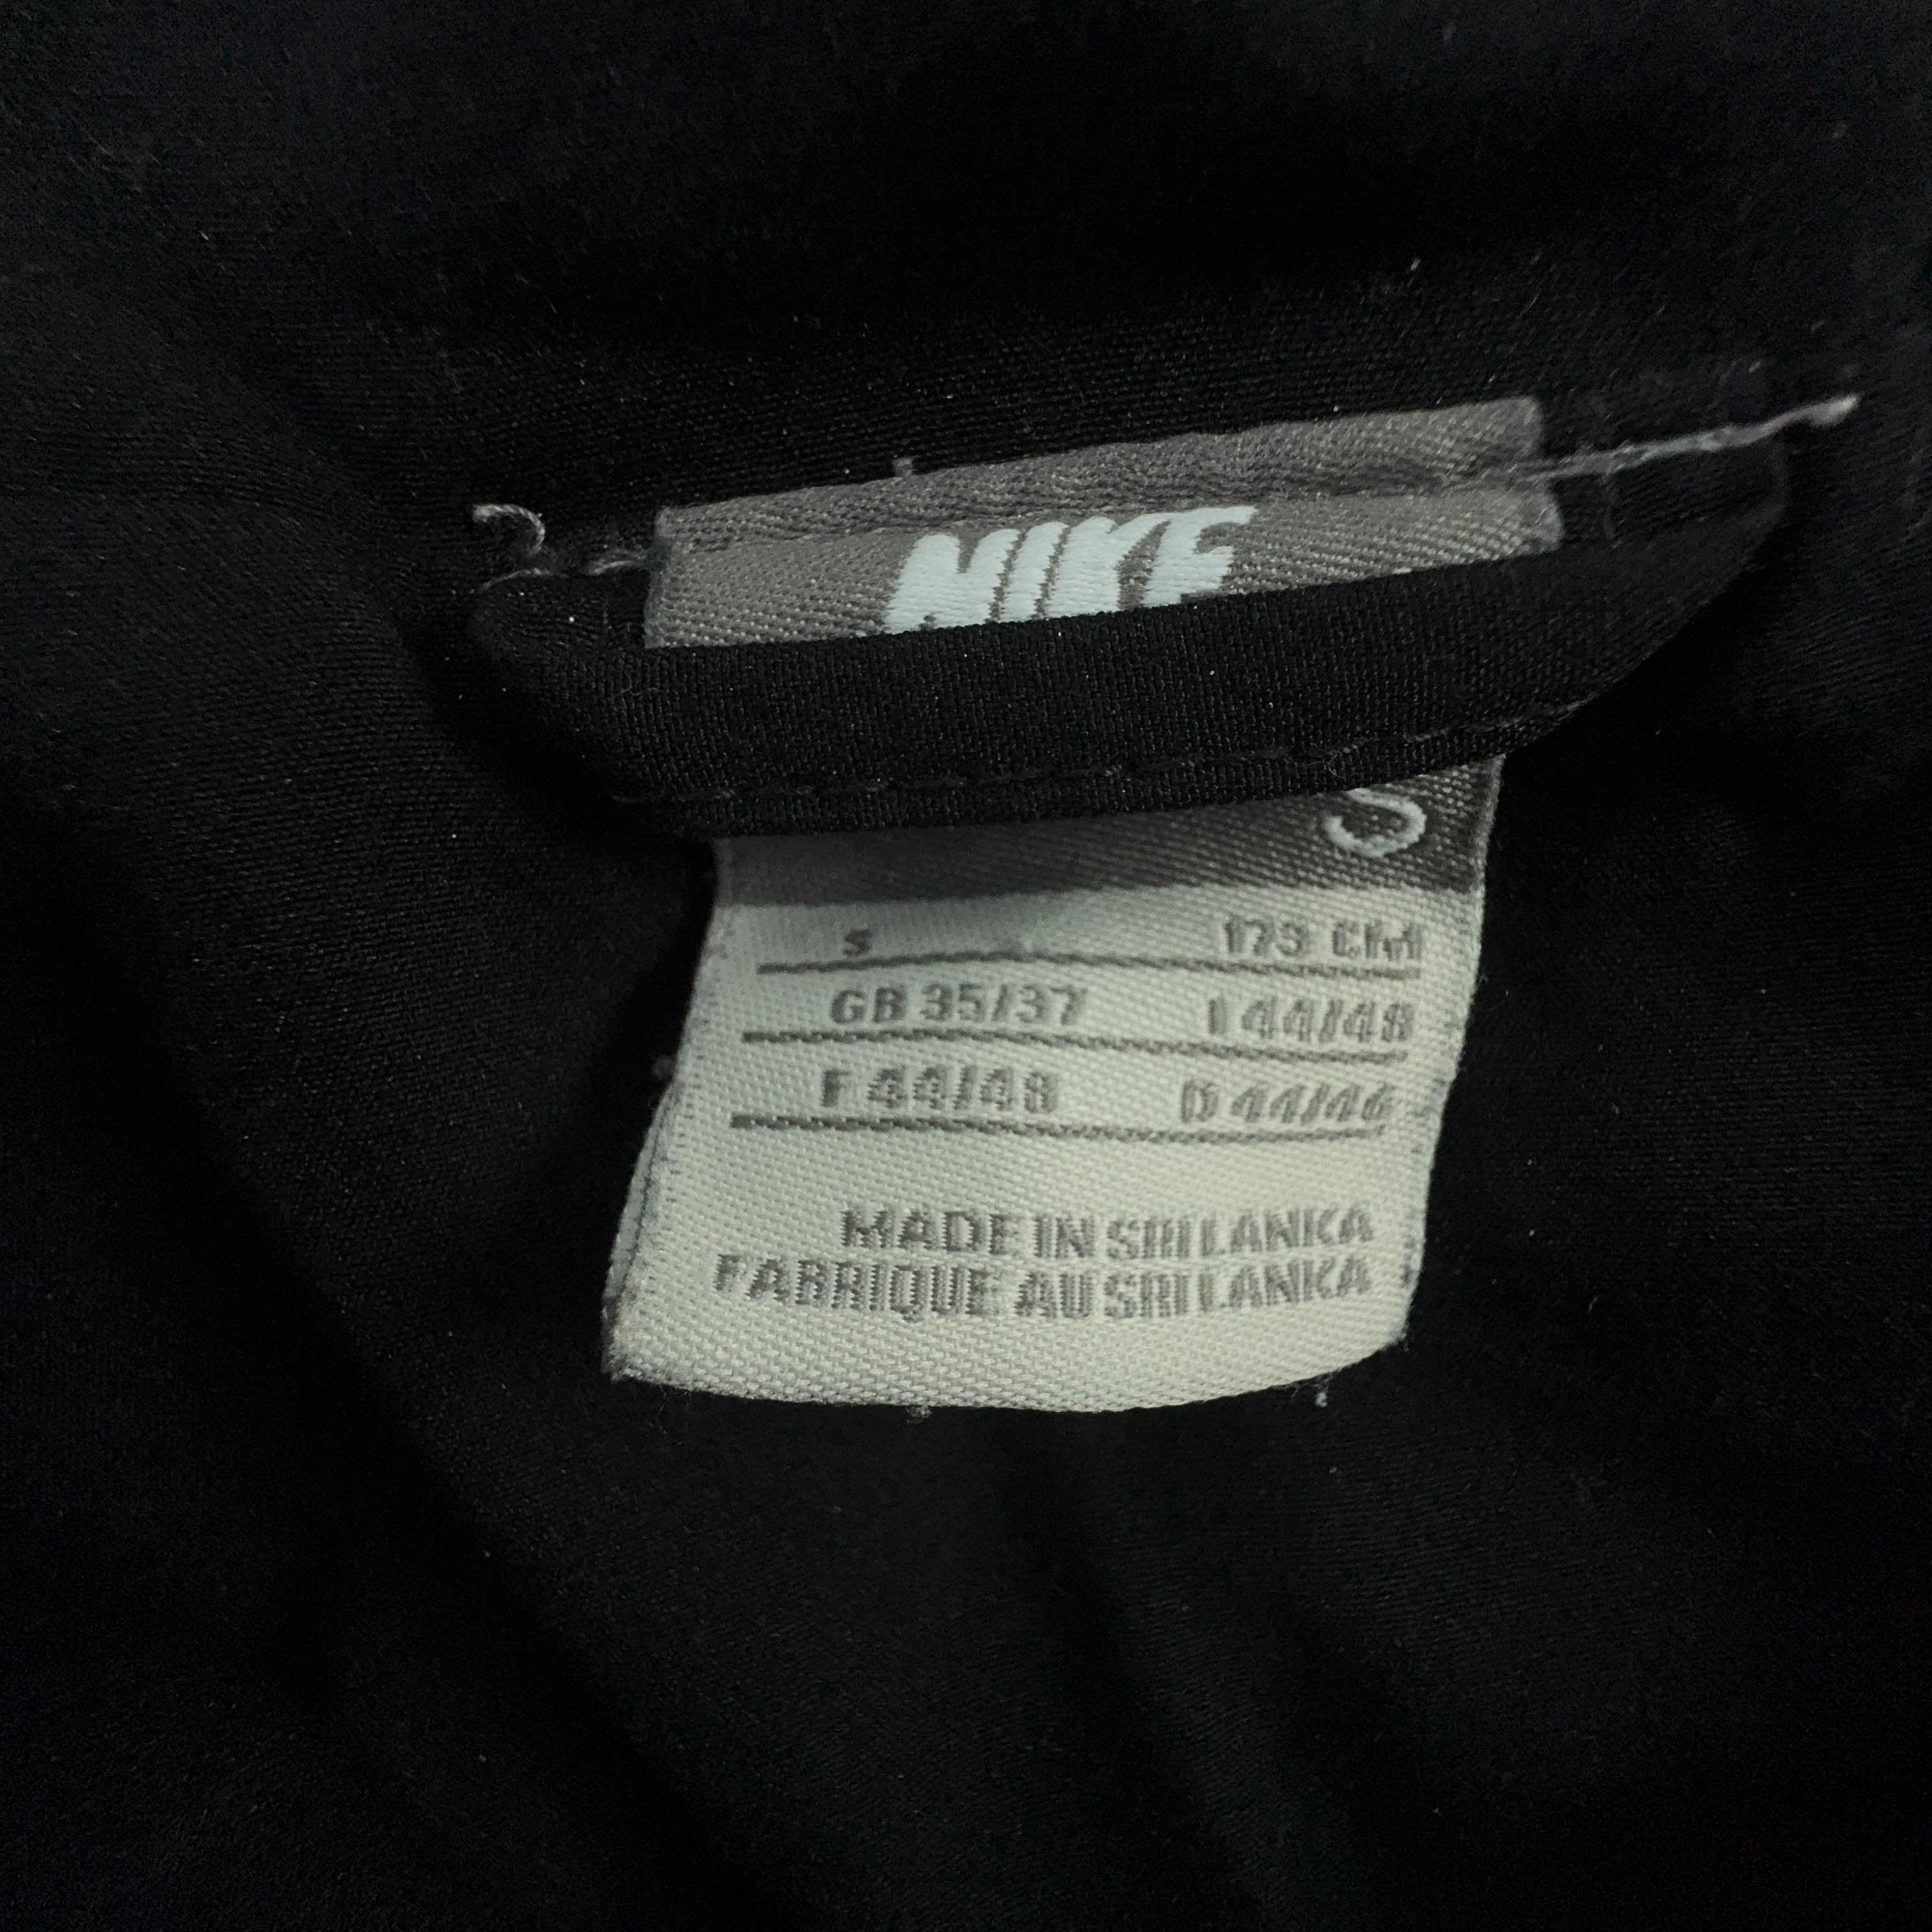 NIKE
S
S 173 CM
GB 35/37 I 44/48
F 44/48 D 44/46
MADE IN SRI LANKA
FABRIQUE AU SRI LANKA